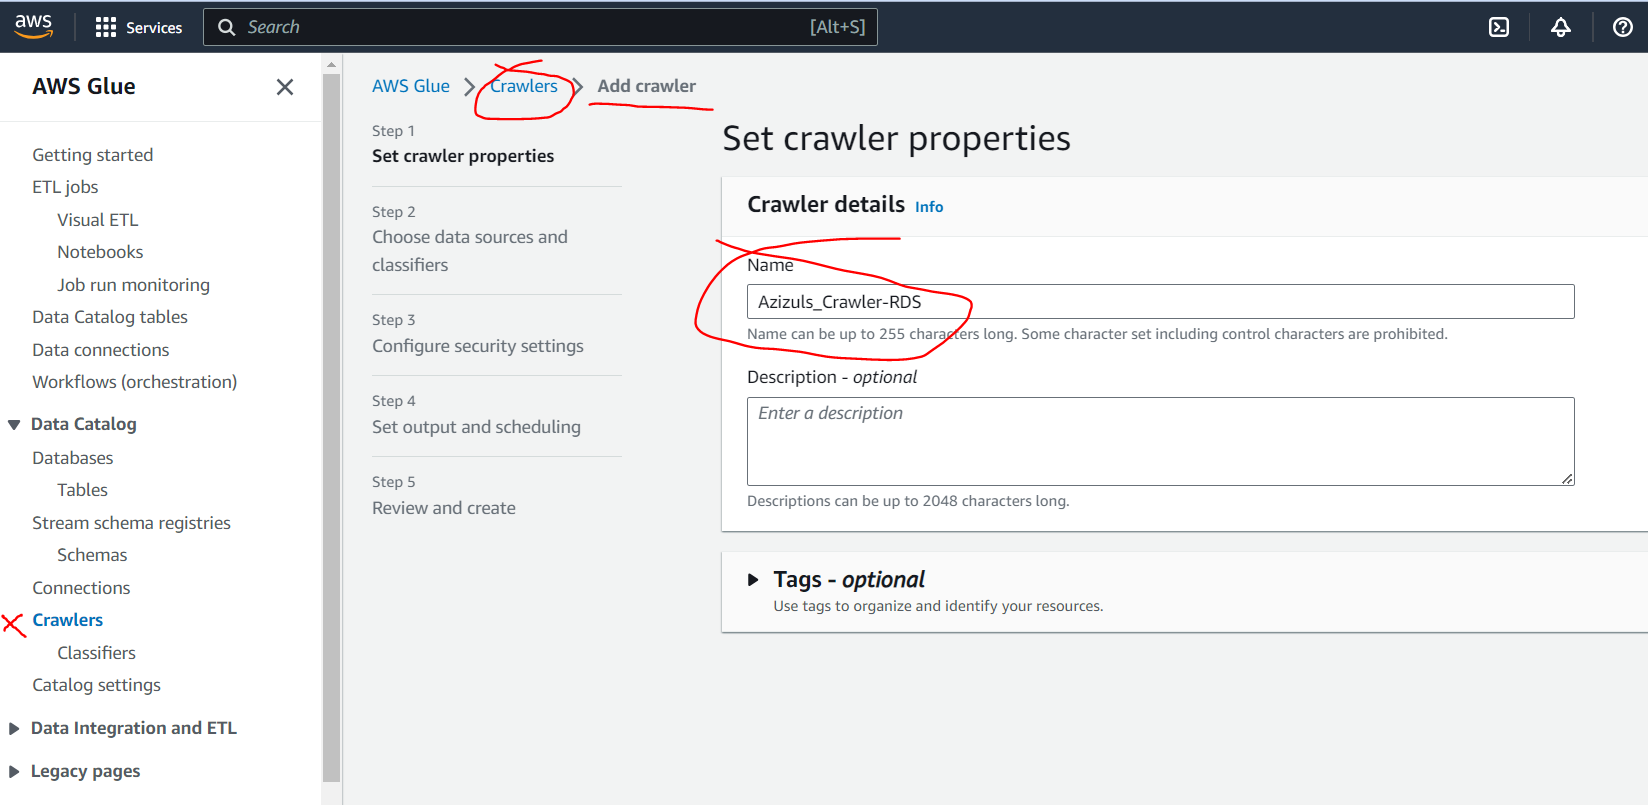 aws
Services
Search
[Alt+S]
AWS Glue
Getting started
ETL jobs
Visual ETL
Notebooks
Job run monitoring
Data Catalog tables
Data connections
Workflows (orchestration)
Data Catalog
Databases
Tables
Stream schema registries
Schemas
Connections
Crawlers
Classifiers
Catalog settings
Data Integration and ETL
Legacy pages
AWS Glue > Crawlers > Add crawler
Step 1
Set crawler properties
Step 2
Choose data sources and
classifiers
Step 3
Configure security settings
Step 4
Set output and scheduling
Step 5
Review and create
Set crawler properties
Crawler details Info
Name
Azizuls_Crawler-RDS
Name can be up to 255 characters long. Some character set including control characters are prohibited.
Description - optional
Enter a description
Descriptions can be up to 2048 characters long.
Tags - optional
Use tags to organize and identify your resources.